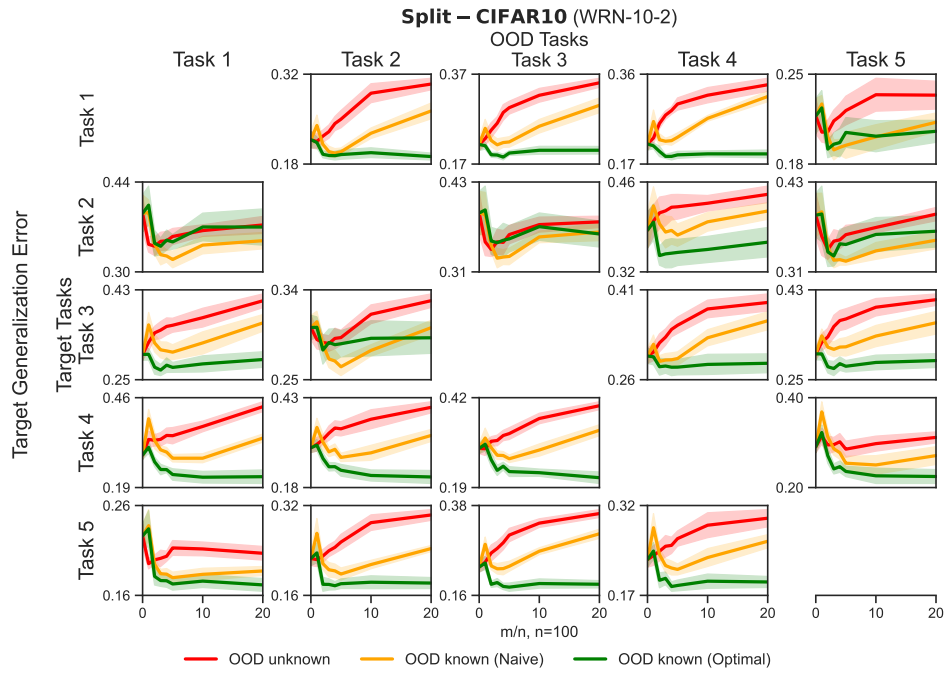 Split – CIFAR10 (WRN-10-2)
OOD Tasks
Task 1 Task 2 Task 3 Task 4 Task 5
Target Generalization Error
Target Tasks
Task 1
0.32 0.37 0.36 0.25
0.18 0.17 0.17 0.18
Task 2
0.44 0.43 0.46 0.43
0.30 0.31 0.32 0.31
Task 3
0.43 0.34 0.41 0.43
0.25 0.25 0.26 0.25
Task 4
0.46 0.43 0.42 0.40
0.19 0.18 0.19 0.20
Task 5
0.26 0.32 0.38 0.32
0.16 0.16 0.16 0.17
0 10 20 0 10 20 0 10 20 0 10 20 0 10 20
m/n, n=100
OOD unknown OOD known (Naive) OOD known (Optimal)